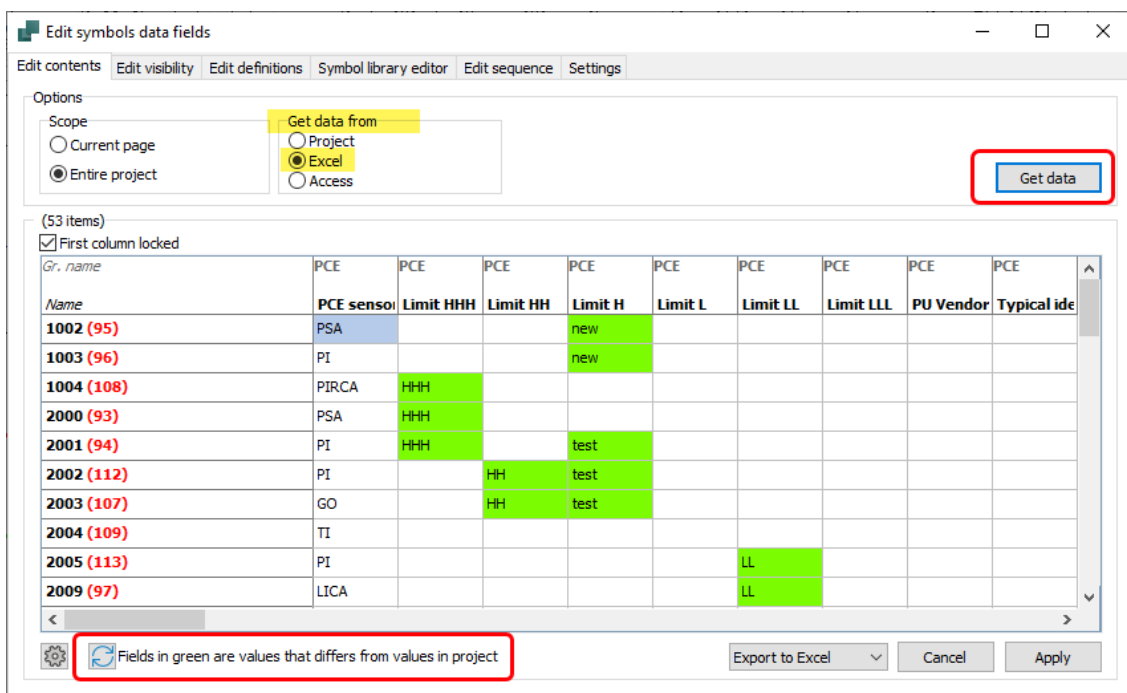 Edit symbols data fields
Edit contents Edit visibility Edit definitions Symbol library editor Edit sequence Settings
Options
Scope
Current page
Entire project
Get data from
Project
Excel
Access
Get data
(53 items)
First column locked
Gr. name PCE PCE PCE PCE PCE PCE PCE PCE PCE
Name PCE sensor Limit HHH Limit HH Limit H Limit L Limit LL Limit LLL PU Vendor Typical ide
1002 (95) PSA new
1003 (96) PI new
1004 (108) PIRCA HHH
2000 (93) PSA HHH
2001 (94) PI HHH test
2002 (112) PI HH test
2003 (107) GO HH test
2004 (109) TI
2005 (113) PI LL
2009 (97) LICA LL
Fields in green are values that differs from values in project
Export to Excel Cancel Apply